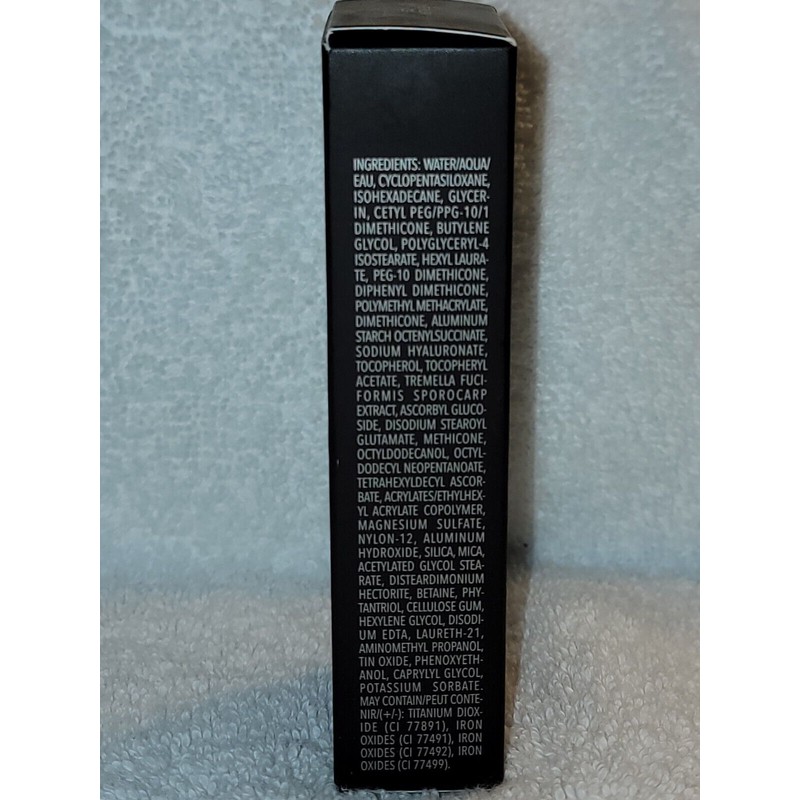 INGREDIENTS: WATER/AQUA/
EAU, CYCLOPENTASILOXANE,
ISOHEXADECANE, GLYCER-
IN, CETYL PEG/PPG-10/1
DIMETHICONE, BUTYLENE
GLYCOL, POLYGLYCERYL-4
ISOSTEARATE, HEXYL LAURA-
TE, PEG-10 DIMETHICONE,
DIPHENYL DIMETHICONE,
POLYMETHYL METHACRYLATE,
DIMETHICONE, ALUMINUM
STARCH OCTENYLSUCCINATE,
SODIUM HYALURONATE,
TOCOPHEROL, TOCOPHERYL
ACETATE, TREMELLA FUCI-
FORMIS SPOROCARP
EXTRACT, ASCORBYL GLUCO-
SIDE, DISODIUM STEAROYL
GLUTAMATE, METHICONE,
OCTYLDODECANOL, OCTYL-
DODECYL NEOPENTANOATE,
TETRAHEXYLDECYL ASCOR-
BATE, ACRYLATES/ETHYLHEX-
YL ACRYLATE COPOLYMER,
MAGNESIUM SULFATE,
NYLON-12, ALUMINUM
HYDROXIDE, SILICA, MICA,
ACETYLATED GLYCOL STEA-
RATE, DISTEARDIMONIUM
HECTORITE, BETAINE, PHY-
TANTRIOL, CELLULOSE GUM,
HEXYLENE GLYCOL, DISODI-
UM EDTA, LAURETH-21,
AMINOMETHYL PROPANOL,
TIN OXIDE, PHENOXYETH-
ANOL, CAPRYLYL GLYCOL,
POTASSIUM SORBATE.
MAY CONTAIN/PEUT CONTE-
NIR/(+/-): TITANIUM DIOX-
IDE (CI 77891), IRON
OXIDES (CI 77491), IRON
OXIDES (CI 77492), IRON
OXIDES (CI 77499).